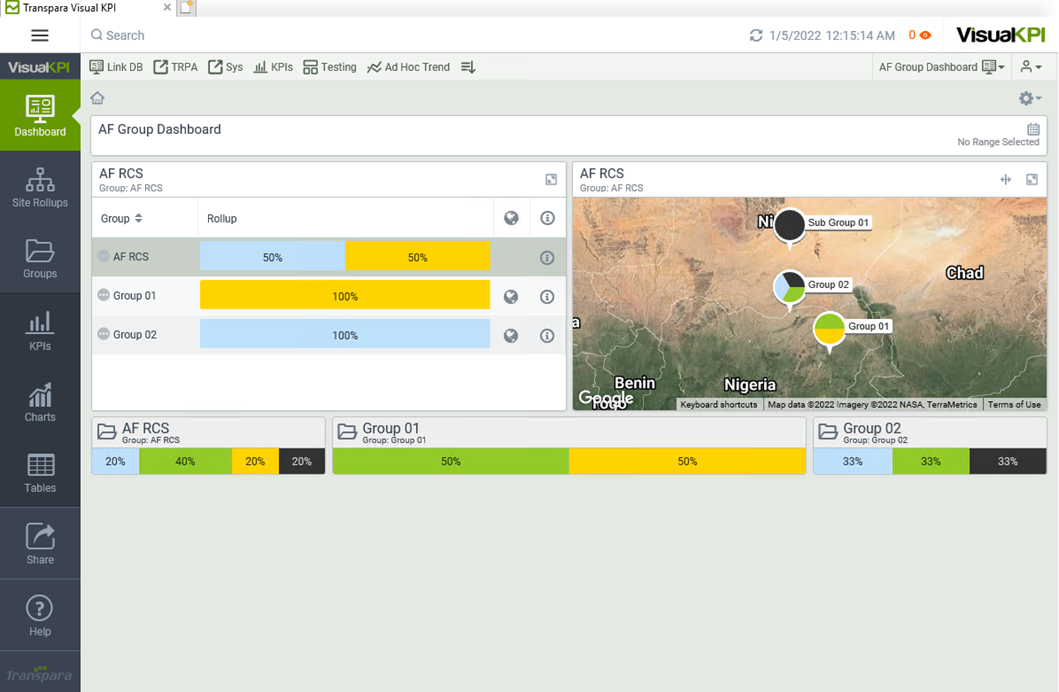 Transpara Visual KPI
Search
1/5/2022 12:15:14 AM
0
VisualKPI
VisualKPI
Link DB
TRPA
Sys
KPIs
Testing
Ad Hoc Trend
AF Group Dashboard
Dashboard
Site Rollups
Groups
KPIs
Charts
Tables
Share
Help
Transpara
AF Group Dashboard
No Range Selected
AF RCS
Group: AF RCS
Group
Rollup
AF RCS
50%
50%
Group 01
100%
Group 02
100%
AF RCS
Group: AF RCS
Ni
Sub Group 01
Chad
Group 02
Group 01
a
Benin
Nigeria
Togo
Google
Keyboard shortcuts
Map data ©2022 Imagery ©2022 NASA, TerraMetrics
Terms of Use
AF RCS
Group: AF RCS
20%
40%
20%
20%
Group 01
Group: Group 01
50%
50%
Group 02
Group: Group 02
33%
33%
33%